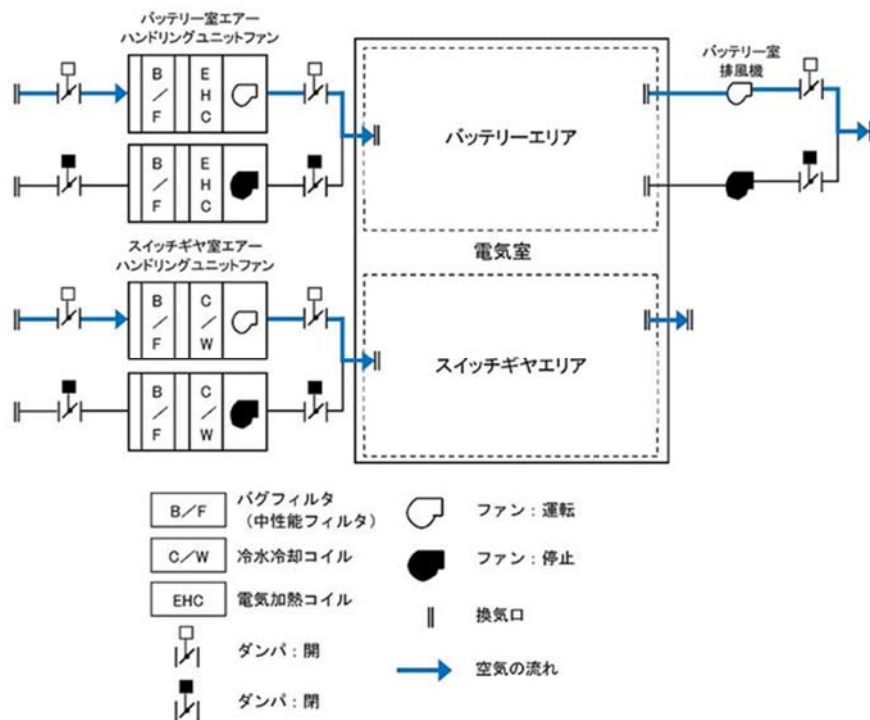 バッテリー室エアー
ハンドリングユニットファン
B/F
EHC
B/F
EHC
バッテリーエリア
バッテリー室
排風機
スイッチギヤ室エアー
ハンドリングユニットファン
電気室
B/F
C/W
B/F
C/W
スイッチギヤエリア
B/F
バグフィルタ
(中性能フィルタ)
C/W
冷水冷却コイル
EHC
電気加熱コイル
ダンパ:開
ダンパ:閉
ファン:運転
ファン:停止
換気口
空気の流れ